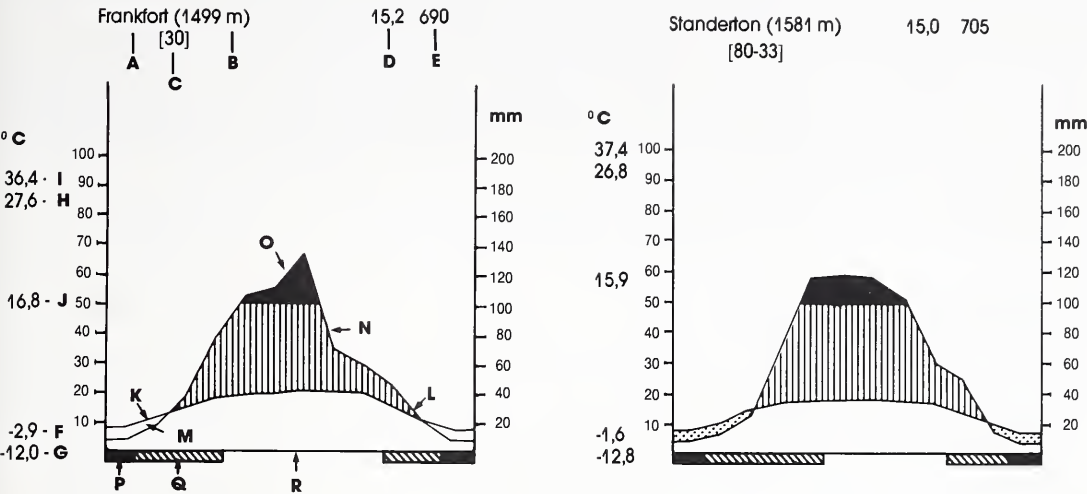 Frankfort (1499 m) 15,2 690
[30]
A C B D E
mm
°C
100 200
36,4 - I 90 180
27,6 - H 80 160
70 140
O
60 120
16,8 - J 50 100
N
40 80
30 60
K L
20 40
M
10 20
-2,9 - F
-12,0 - G
P Q R
Standerton (1581 m) 15,0 705
[80-33]
°C mm
37,4 100 200
26,8 90 180
80 160
70 140
15,9 60 120
50 100
40 80
30 60
20 40
10 20
-1,6
-12,8